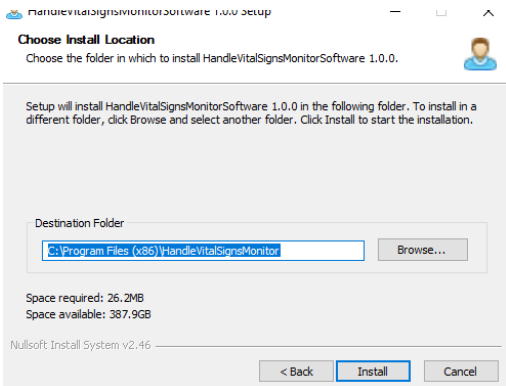 HandleVitalSignsMonitorSoftware 1.0.0 Setup
Choose Install Location
Choose the folder in which to install HandleVitalSignsMonitorSoftware 1.0.0.
Setup will install HandleVitalSignsMonitorSoftware 1.0.0 in the following folder. To install in a
different folder, click Browse and select another folder. Click Install to start the installation.
Destination Folder
C:\Program Files (x86)\HandleVitalSignsMonitor
Browse...
Space required: 26.2MB
Space available: 387.9GB
Nullsoft Install System v2.46
< Back Install Cancel